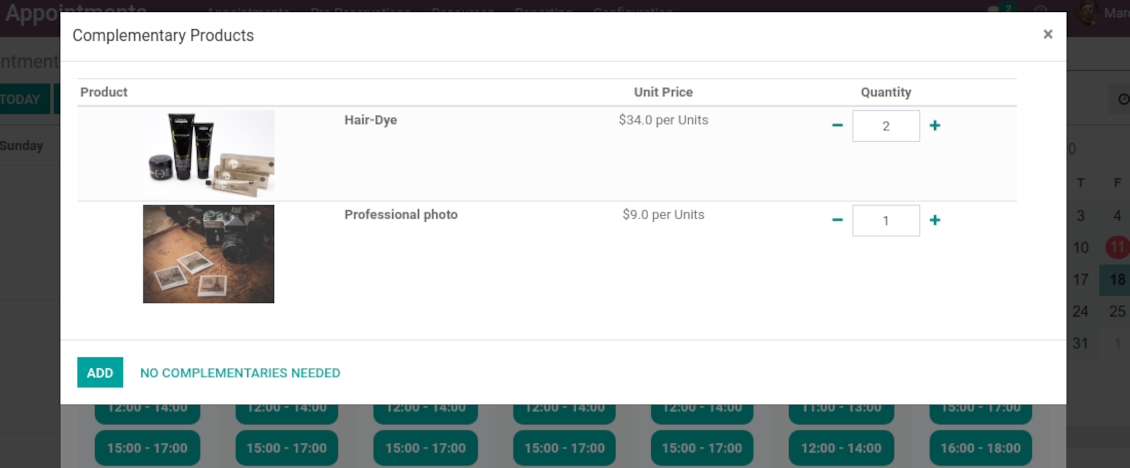 Appointments Appointments Pre-Reservations Resources Reporting Configuration 2
Complementary Products ×
TODAY
Sunday
Product Unit Price Quantity
Hair-Dye $34.0 per Units − 2 +
Professional photo $9.0 per Units − 1 +
T F
3 4
10 11
17 18
24 25
31 1
ADD NO COMPLEMENTARIES NEEDED
12:00 - 14:00 12:00 - 14:00 12:00 - 14:00 12:00 - 14:00 12:00 - 14:00 11:00 - 13:00 15:00 - 17:00
15:00 - 17:00 15:00 - 17:00 15:00 - 17:00 15:00 - 17:00 15:00 - 17:00 12:00 - 14:00 16:00 - 18:00